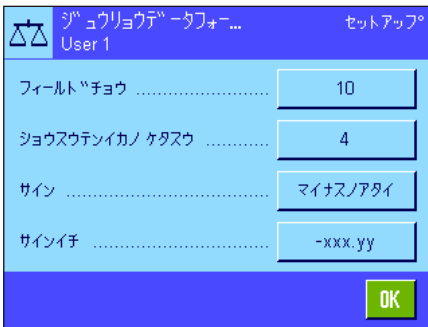 ジュウリョウデータフォー... セットアップ
User 1
フィールドチョウ ........................ 10
ショウスウテンイカノ ケタスウ ............ 4
サイン ..................................... マイナスノアタイ
サインイチ ................................ -xxx.yy
OK